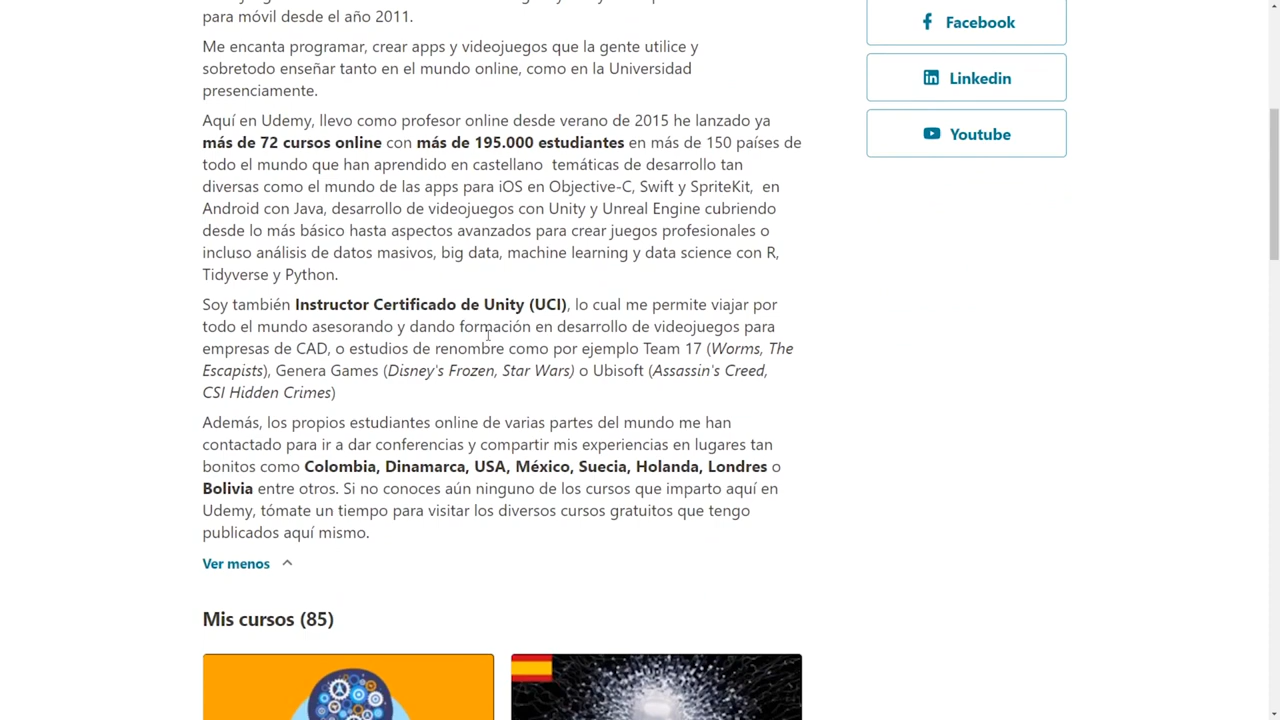 para móvil desde el año 2011.
Me encanta programar, crear apps y videojuegos que la gente utilice y
sobretodo enseñar tanto en el mundo online, como en la Universidad
presenciamente.
Aquí en Udemy, llevo como profesor online desde verano de 2015 he lanzado ya
más de 72 cursos online con más de 195.000 estudiantes en más de 150 países de
todo el mundo que han aprendido en castellano  temáticas de desarrollo tan
diversas como el mundo de las apps para iOS en Objective-C, Swift y SpriteKit,  en
Android con Java, desarrollo de videojuegos con Unity y Unreal Engine cubriendo
desde lo más básico hasta aspectos avanzados para crear juegos profesionales o
incluso análisis de datos masivos, big data, machine learning y data science con R,
Tidyverse y Python.
Soy también Instructor Certificado de Unity (UCI), lo cual me permite viajar por
todo el mundo asesorando y dando formación en desarrollo de videojuegos para
empresas de CAD, o estudios de renombre como por ejemplo Team 17 (Worms, The
Escapists), Genera Games (Disney's Frozen, Star Wars) o Ubisoft (Assassin's Creed,
CSI Hidden Crimes)
Además, los propios estudiantes online de varias partes del mundo me han
contactado para ir a dar conferencias y compartir mis experiencias en lugares tan
bonitos como Colombia, Dinamarca, USA, México, Suecia, Holanda, Londres o
Bolivia entre otros. Si no conoces aún ninguno de los cursos que imparto aquí en
Udemy, tómate un tiempo para visitar los diversos cursos gratuitos que tengo
publicados aquí mismo.
Ver menos
Mis cursos (85)
Facebook
Linkedin
Youtube